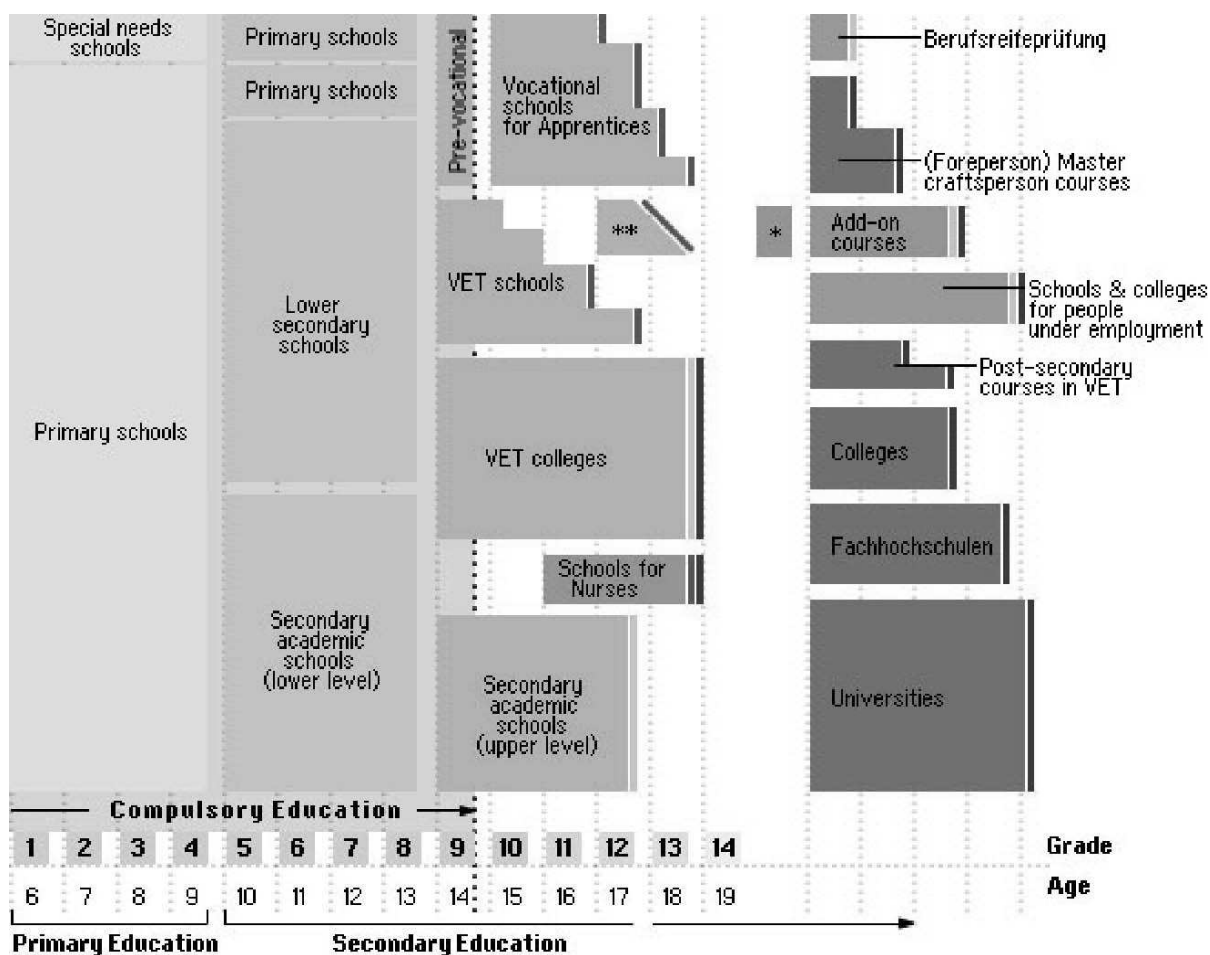 Special needs
schools
Primary schools
Primary schools
Pre-vocational
Vocational
schools
for Apprentices
Berufsreifeprüfung
(Foreperson) Master
craftsperson courses
**
*
Add-on
courses
VET schools
Schools & colleges
for people
under employment
Lower
secondary
schools
Post-secondary
courses in VET
Primary schools
VET colleges
Colleges
Fachhochschulen
Schools for
Nurses
Secondary
academic
schools
(lower level)
Secondary
academic
schools
(upper level)
Universities
Compulsory Education
1 2 3 4 5 6 7 8 9 10 11 12 13 14 Grade
6 7 8 9 10 11 12 13 14 15 16 17 18 19 Age
Primary Education Secondary Education